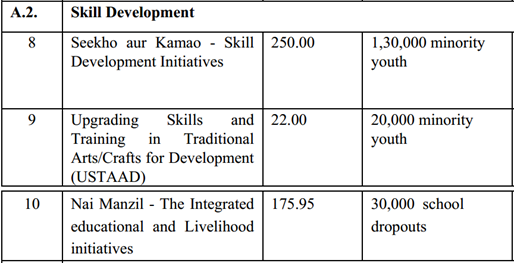 A.2. Skill Development
8 Seekho aur Kamao - Skill 250.00 1,30,000 minority
Development Initiatives youth
9 Upgrading Skills and 22.00 20,000 minority
Training in Traditional youth
Arts/Crafts for Development
(USTAAD)
10 Nai Manzil - The Integrated 175.95 30,000 school
educational and Livelihood dropouts
initiatives